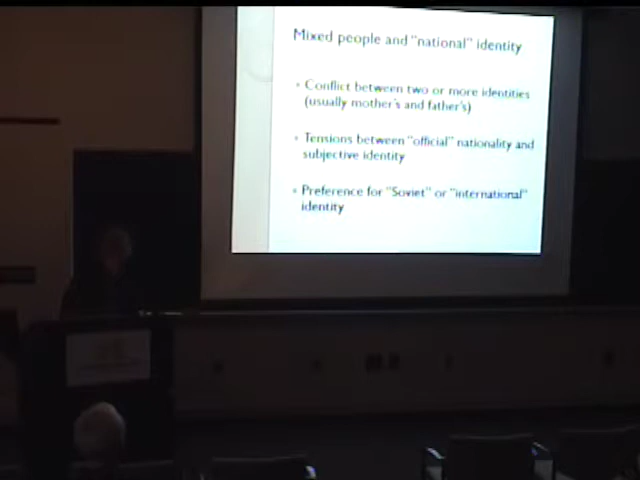 Mixed people and "national" identity
• Conflict between two or more identities
(usually mother's and father's)
• Tensions between "official" nationality and
subjective identity
• Preference for "Soviet" or "international"
identity